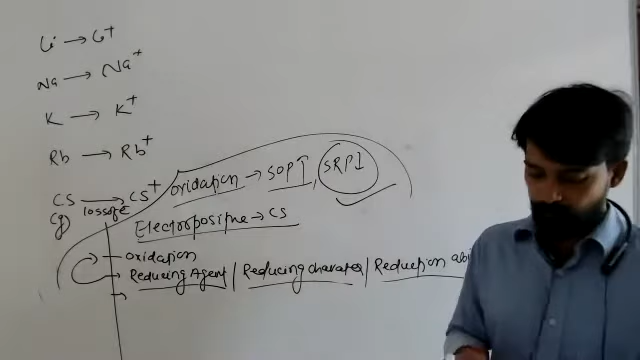 Li → Li+
Na → Na+
K → K+
Rb → Rb+
Cs → Cs+
(g) loss of e
Oxidation → SOP↑, SRP↓
Electropositive → Cs
→ Oxidation
→ Reducing Agent / Reducing character / Reduction abi